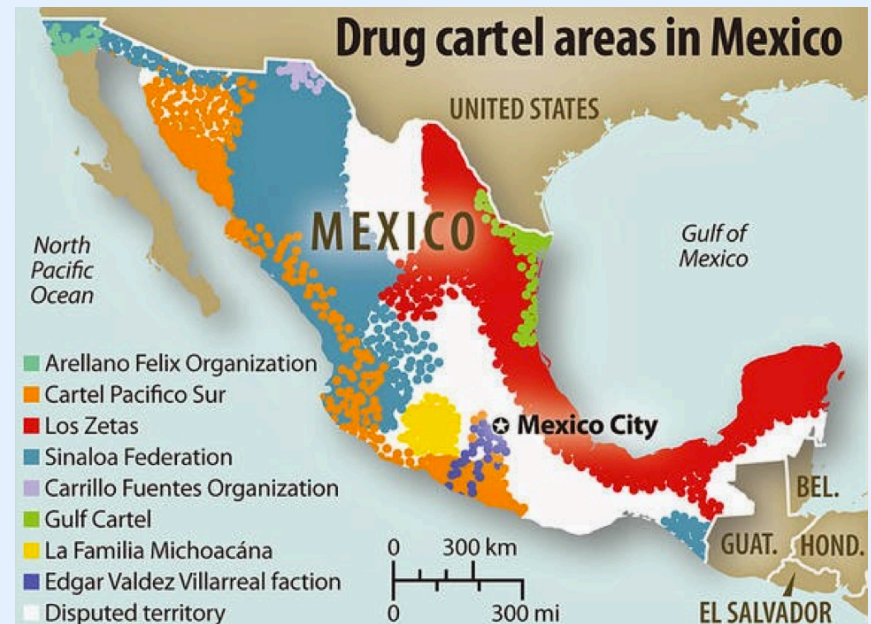 Drug cartel areas in Mexico
UNITED STATES
MEXICO
North
Pacific
Ocean
Gulf of
Mexico
Arellano Felix Organization
Cartel Pacifico Sur
Los Zetas
Sinaloa Federation
Carrillo Fuentes Organization
Gulf Cartel
La Familia Michoacána
Edgar Valdez Villarreal faction
Disputed territory
Mexico City
0 300 km
0 300 mi
BEL.
GUAT. HOND.
EL SALVADOR